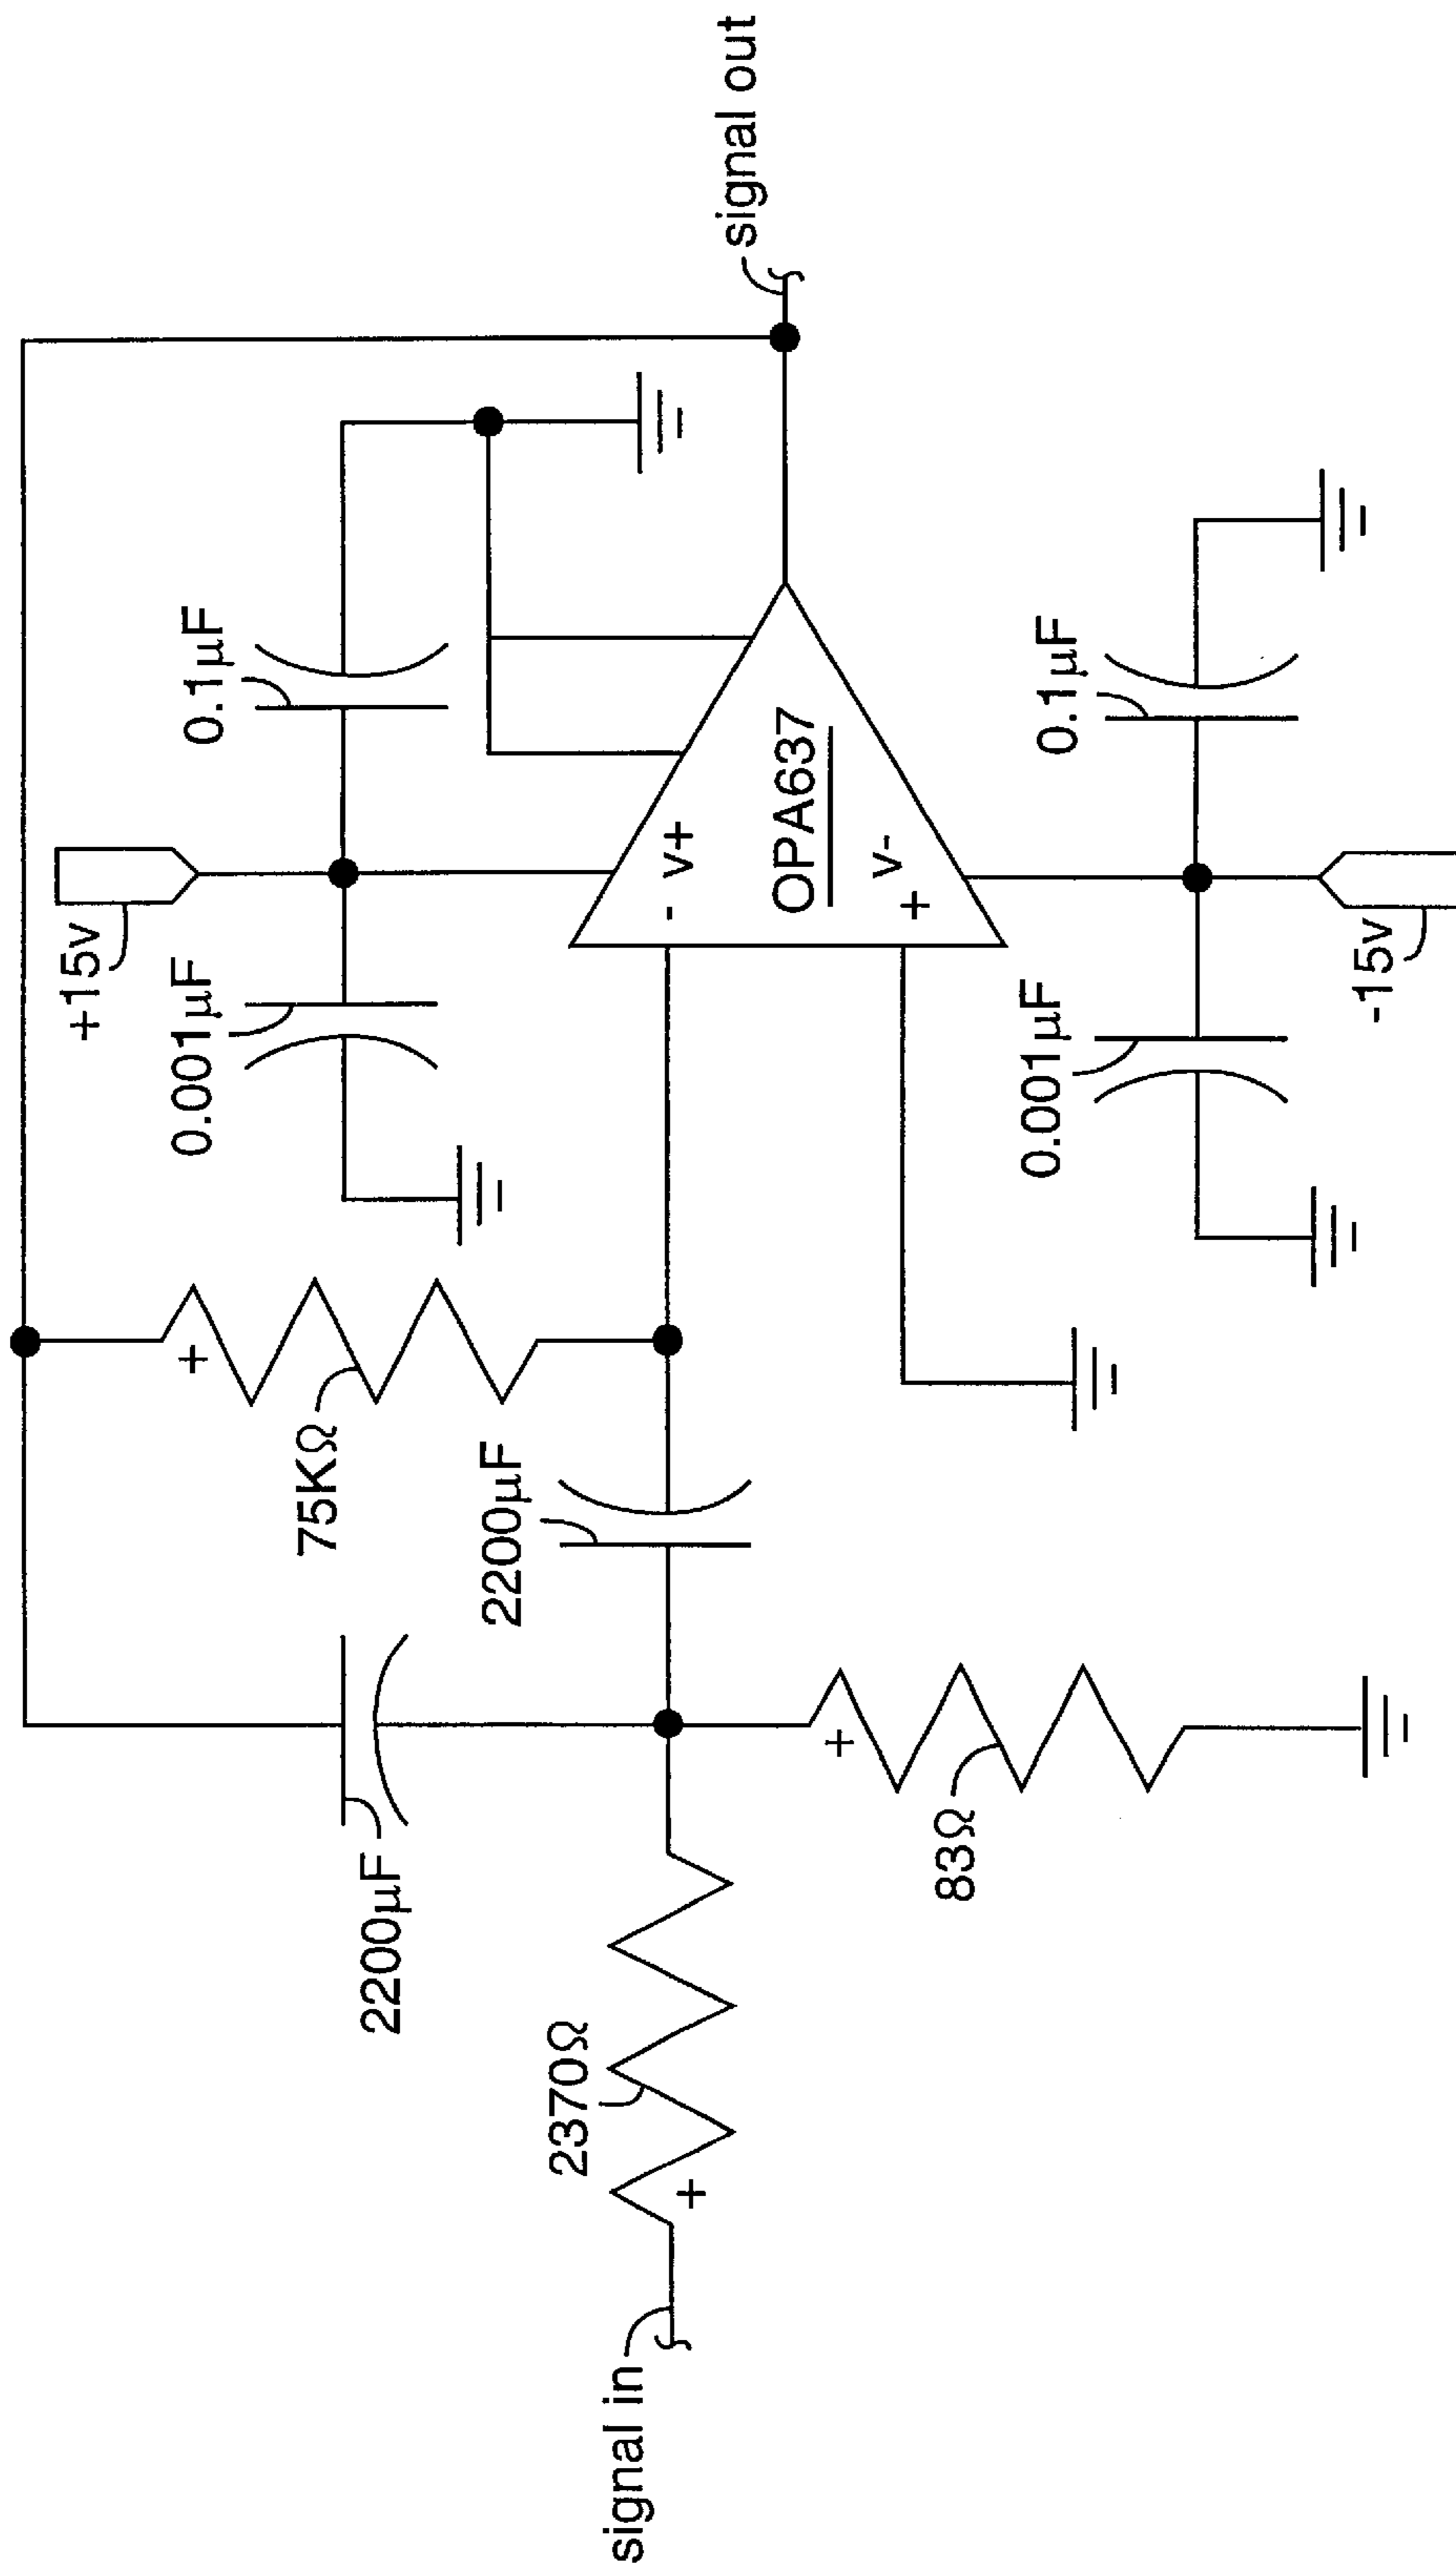 signal out
0.1µF
+15v
0.001µF
- v+
OPA637
v-
+
0.1µF
0.001µF
-15v
+
75KΩ
2200µF
2200µF
+
83Ω
2370Ω
+
signal in